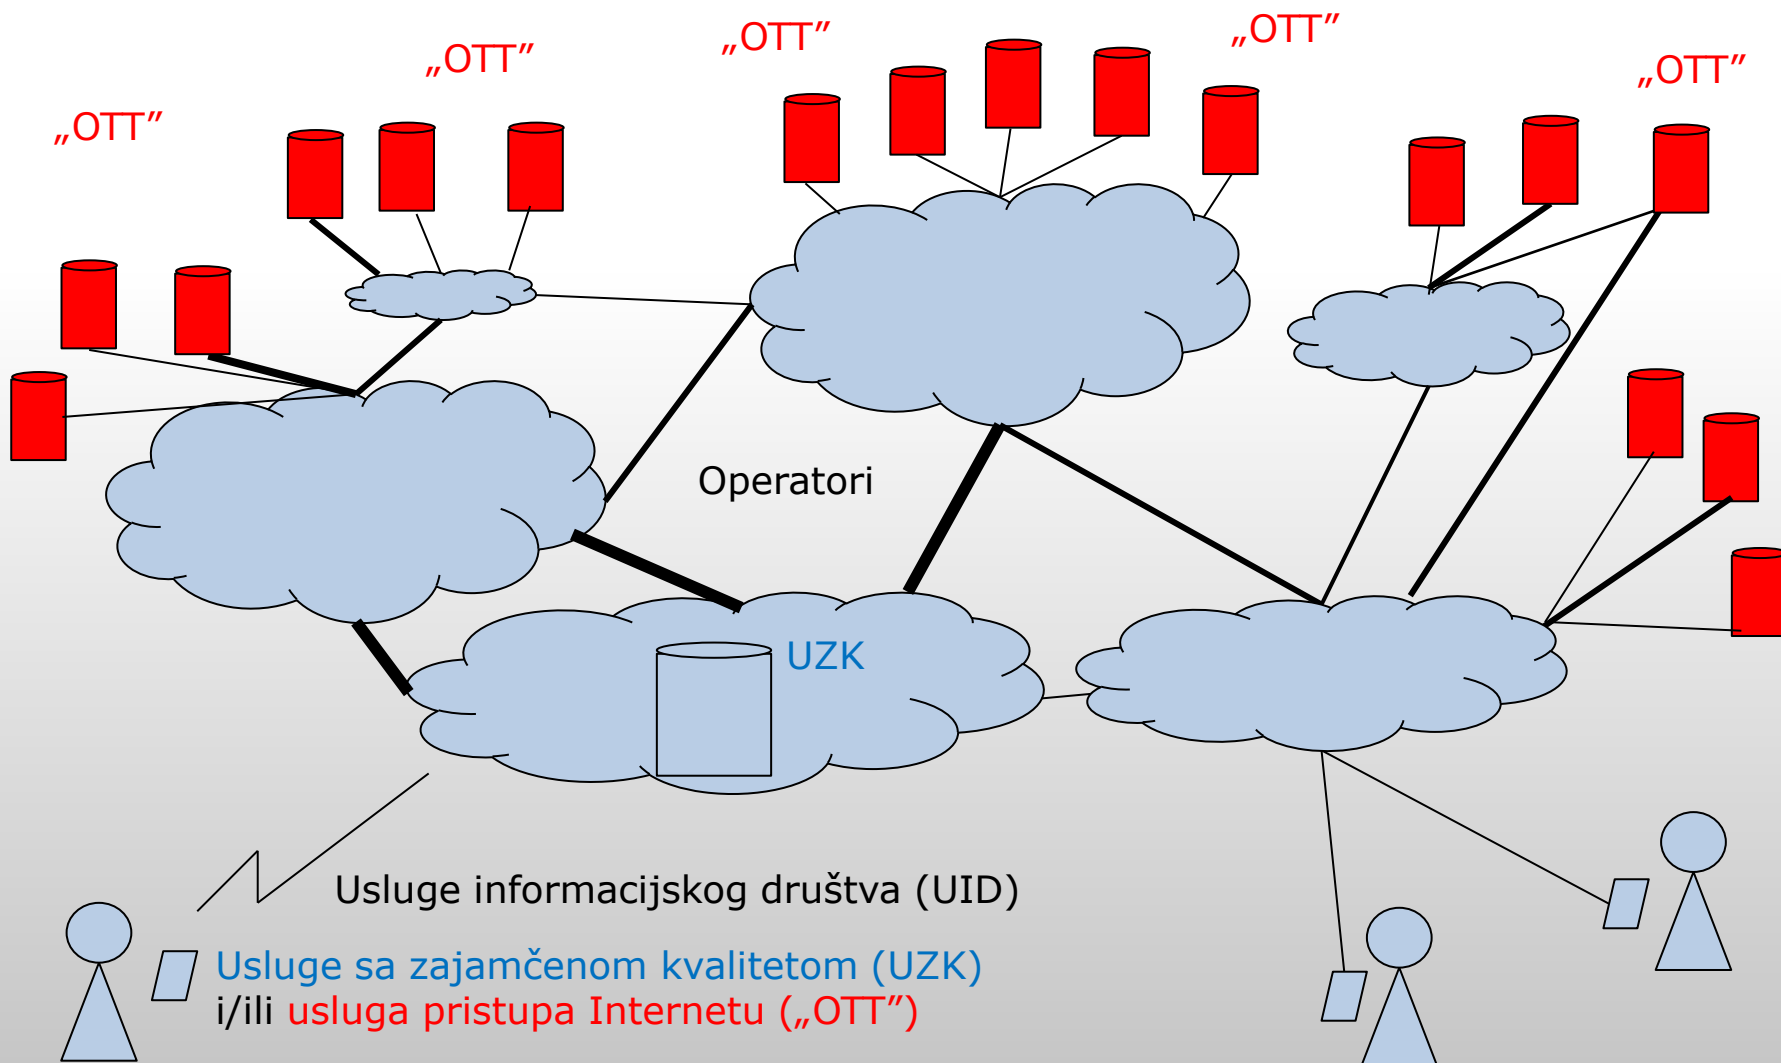 „OTT”
„OTT”
„OTT”
„OTT”
„OTT”
Operatori
UZK
Usluge informacijskog društva (UID)
Usluge sa zajamčenom kvalitetom (UZK)
i/ili usluga pristupa Internetu („OTT”)